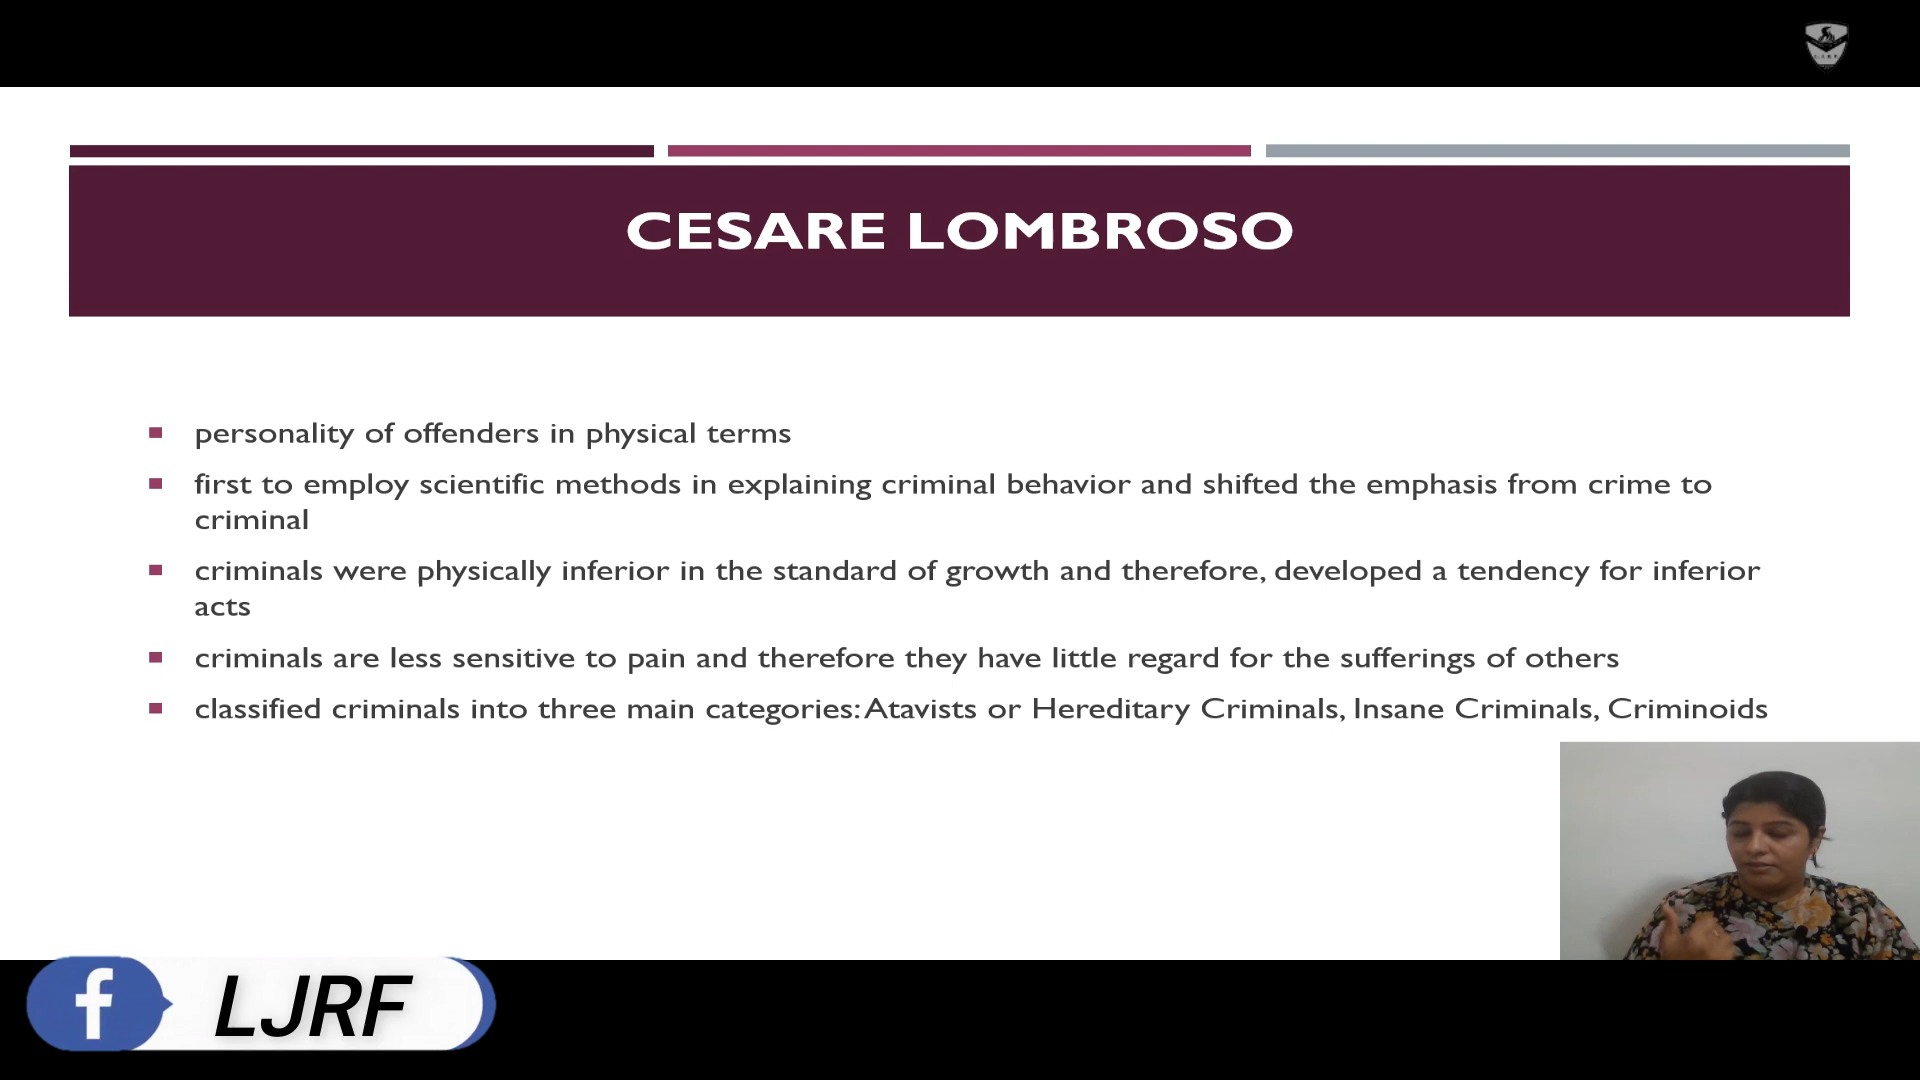 CESARE LOMBROSO
personality of offenders in physical terms
first to employ scientific methods in explaining criminal behavior and shifted the emphasis from crime to
criminal
criminals were physically inferior in the standard of growth and therefore, developed a tendency for inferior
acts
criminals are less sensitive to pain and therefore they have little regard for the sufferings of others
classified criminals into three main categories: Atavists or Hereditary Criminals, Insane Criminals, Criminoids
f LJRF